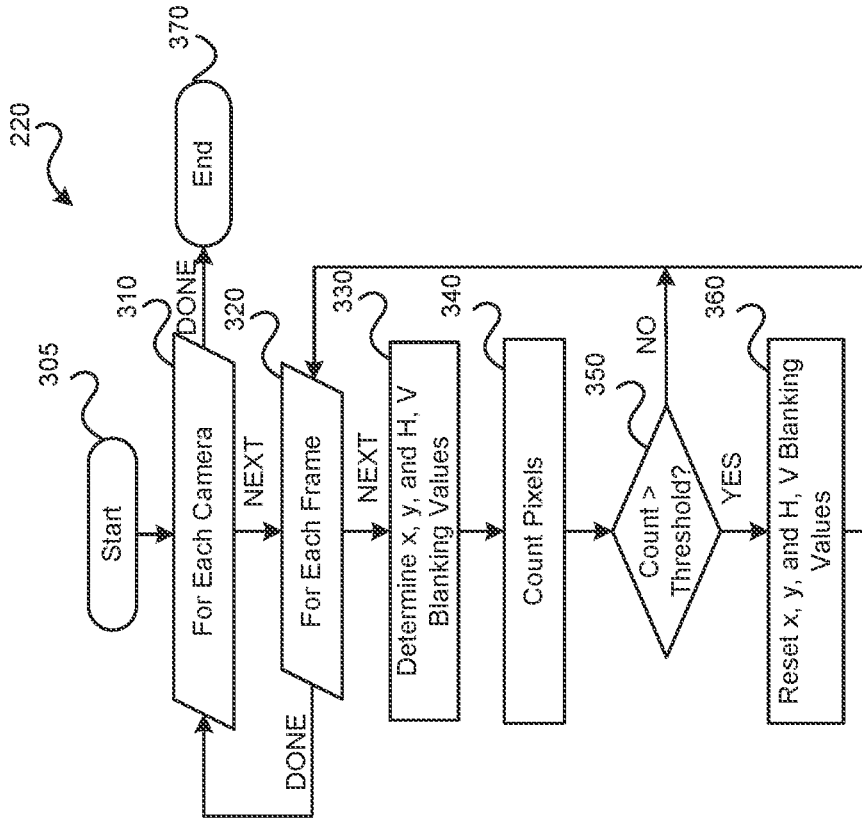 220
305
Start
310
For Each Camera
DONE
370
End
NEXT
320
For Each Frame
DONE
NEXT
330
Determine x, y, and H, V
Blanking Values
340
Count Pixels
350
Count >
Threshold?
NO
YES
360
Reset x, y, and H, V Blanking
Values